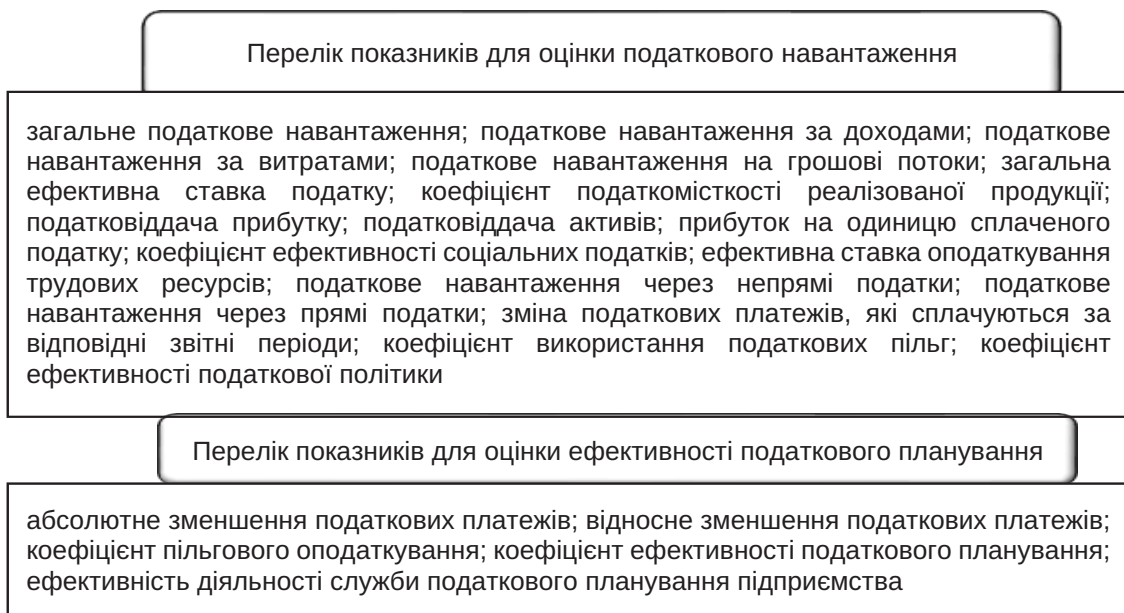 Перелік показників для оцінки податкового навантаження
загальне податкове навантаження; податкове навантаження за доходами; податкове
навантаження за витратами; податкове навантаження на грошові потоки; загальна
ефективна ставка податку; коефіцієнт податкомісткості реалізованої продукції;
податковіддача прибутку; податковіддача активів; прибуток на одиницю сплаченого
податку; коефіцієнт ефективності соціальних податків; ефективна ставка оподаткування
трудових ресурсів; податкове навантаження через непрямі податки; податкове
навантаження через прямі податки; зміна податкових платежів, які сплачуються за
відповідні звітні періоди; коефіцієнт використання податкових пільг; коефіцієнт
ефективності податкової політики
Перелік показників для оцінки ефективності податкового планування
абсолютне зменшення податкових платежів; відносне зменшення податкових платежів;
коефіцієнт пільгового оподаткування; коефіцієнт ефективності податкового планування;
ефективність діяльності служби податкового планування підприємства